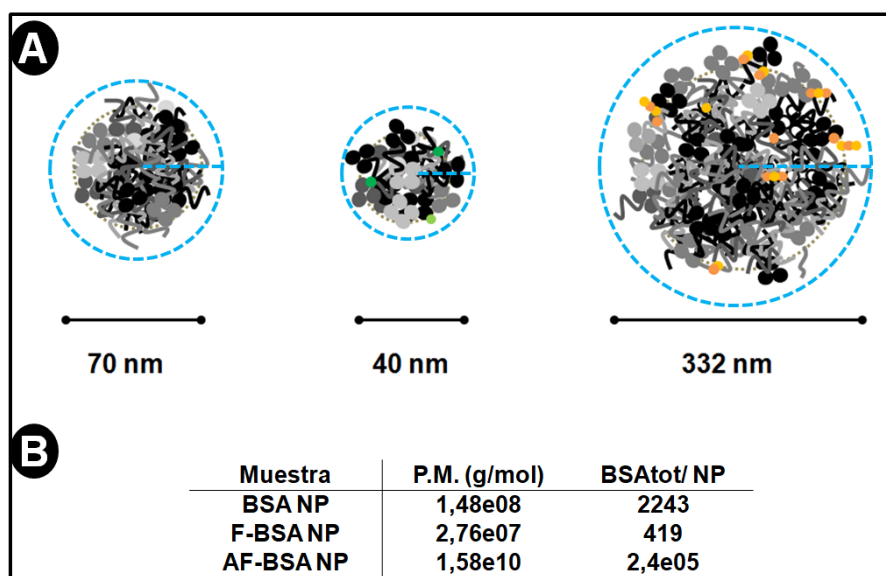 A
70 nm 40 nm 332 nm
B
Muestra P.M. (g/mol) BSAtot/ NP
BSA NP 1,48e08 2243
F-BSA NP 2,76e07 419
AF-BSA NP 1,58e10 2,4e05